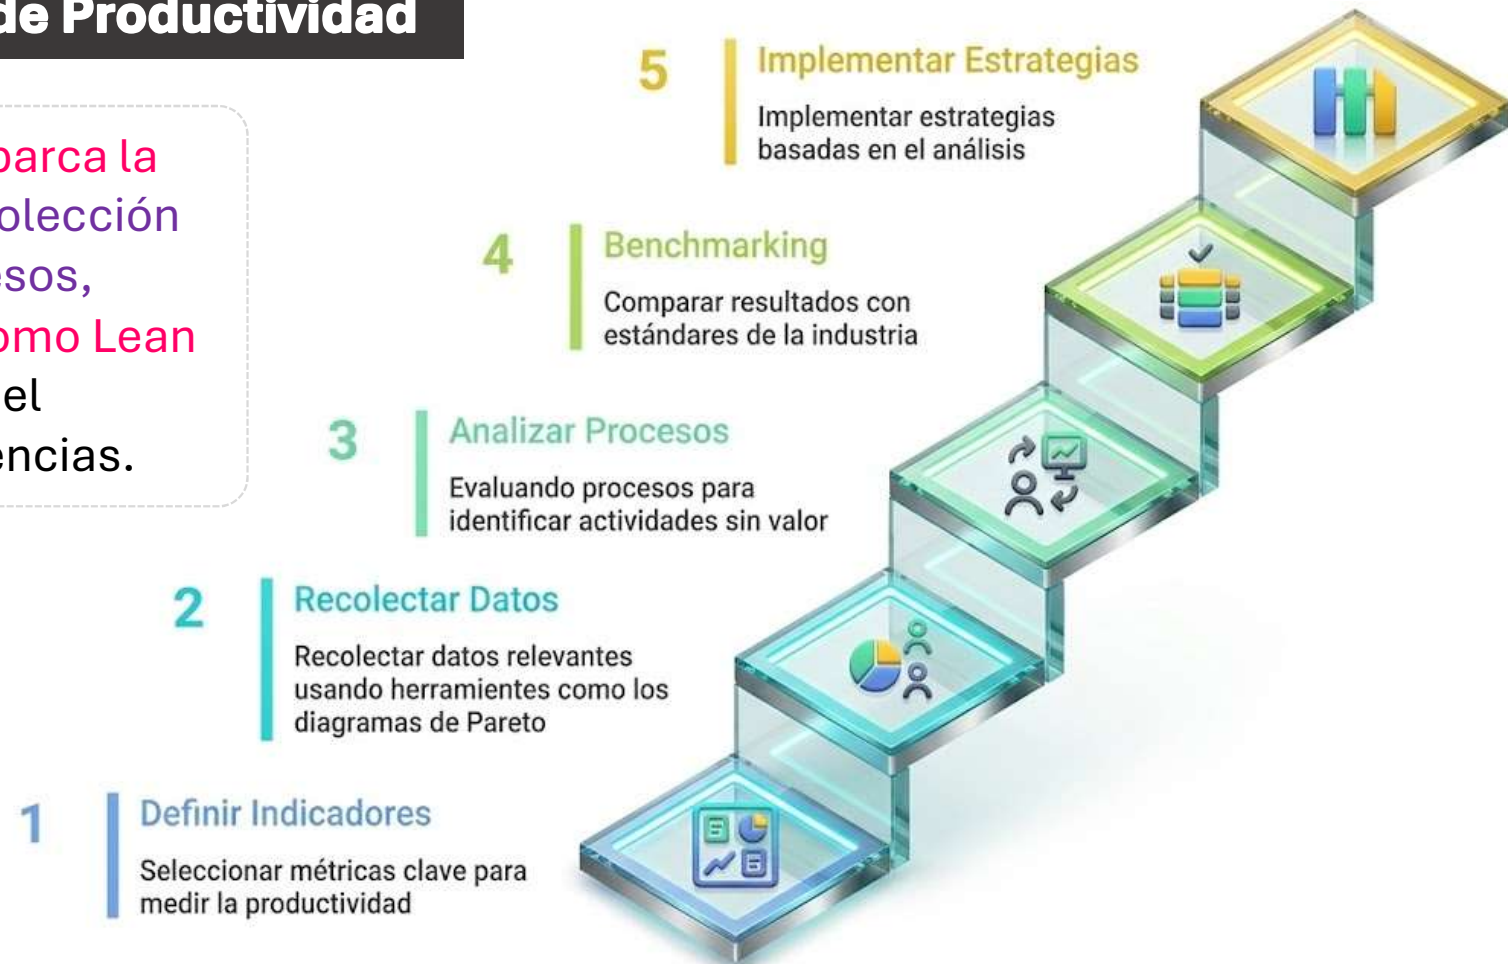 de Productividad
barca la
olección
esos,
omo Lean
el
encias.
5
Implementar Estrategias
Implementar estrategias
basadas en el análisis
4
Benchmarking
Comparar resultados con
estándares de la industria
3
Analizar Procesos
Evaluando procesos para
identificar actividades sin valor
2
Recolectar Datos
Recolectar datos relevantes
usando herramientes como los
diagramas de Pareto
1
Definir Indicadores
Seleccionar métricas clave para
medir la productividad